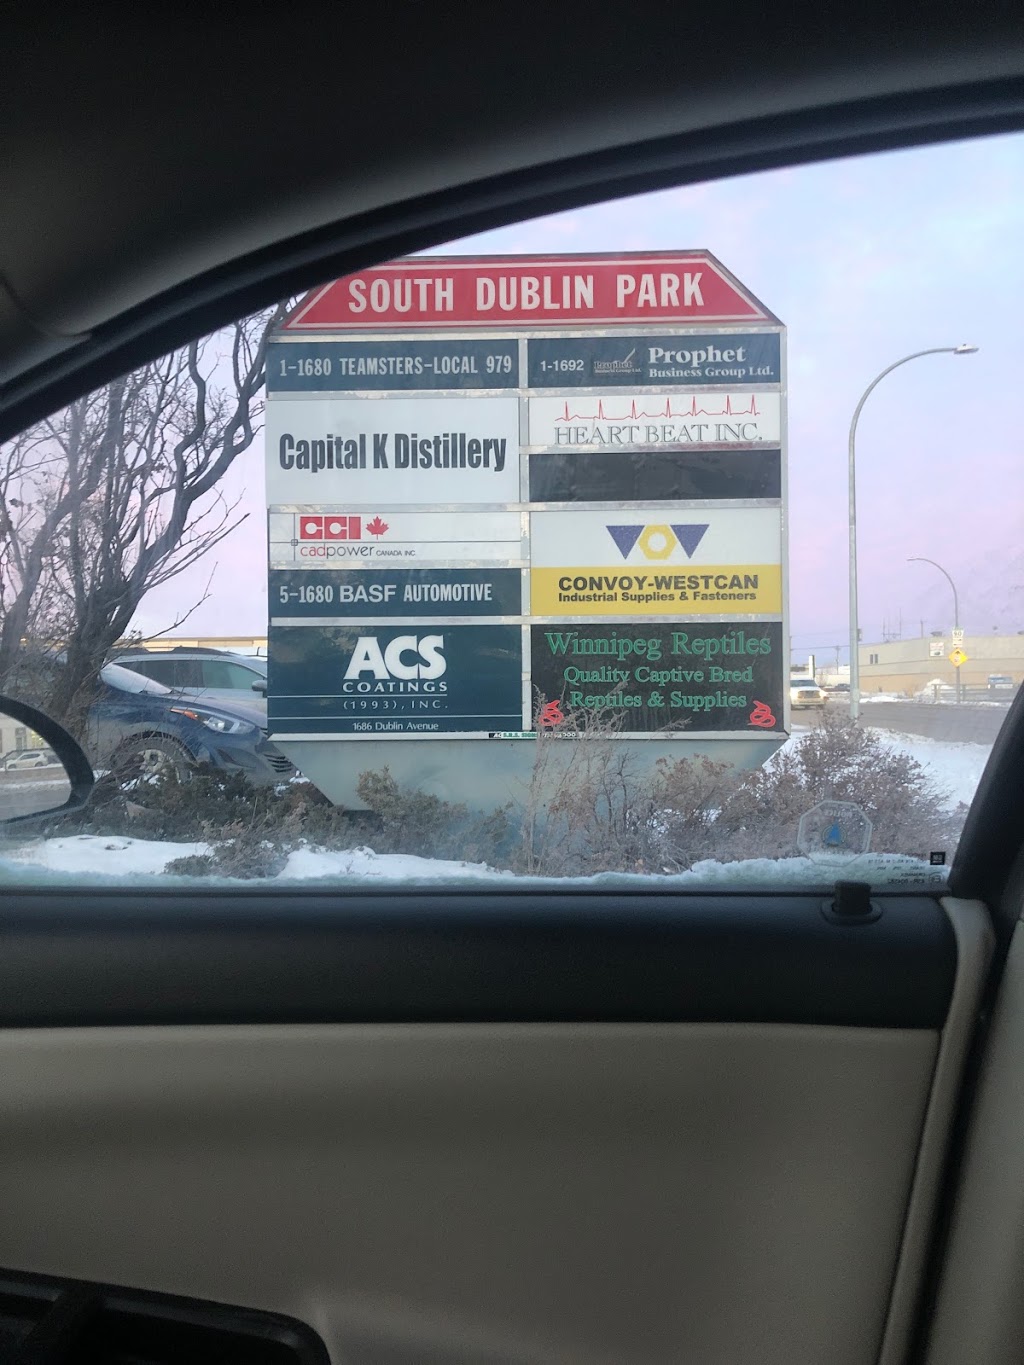 SOUTH DUBLIN PARK
1-1680 TEAMSTERS-LOCAL 979
Capital K Distillery
CCI
cadpower CANADA INC.
5-1680 BASF AUTOMOTIVE
ACS
COATINGS
(1993), INC.
1686 Dublin Avenue
1-1692 Prophet
Business Group Ltd.
HEART BEAT INC.
CONVOY-WESTCAN
Industrial Supplies & Fasteners
Winnipeg Reptiles
Quality Captive Bred
Reptiles & Supplies